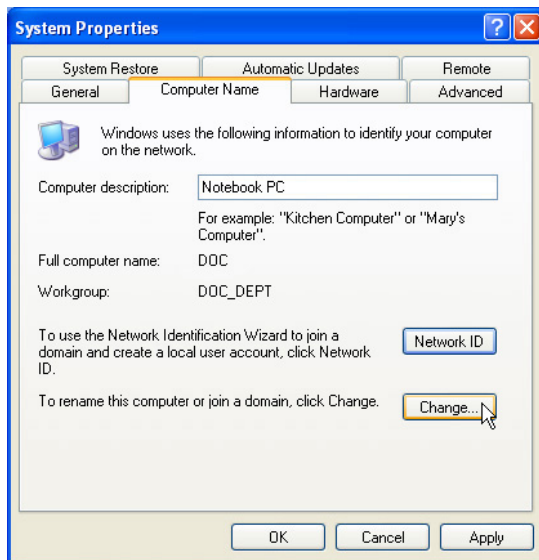 System Properties
System Restore Automatic Updates Remote
General Computer Name Hardware Advanced
Windows uses the following information to identify your computer
on the network.
Computer description: Notebook PC
For example: "Kitchen Computer" or "Mary's
Computer".
Full computer name: DOC
Workgroup: DOC_DEPT
To use the Network Identification Wizard to join a
domain and create a local user account, click Network
ID.
Network ID
To rename this computer or join a domain, click Change.
Change...
OK Cancel Apply